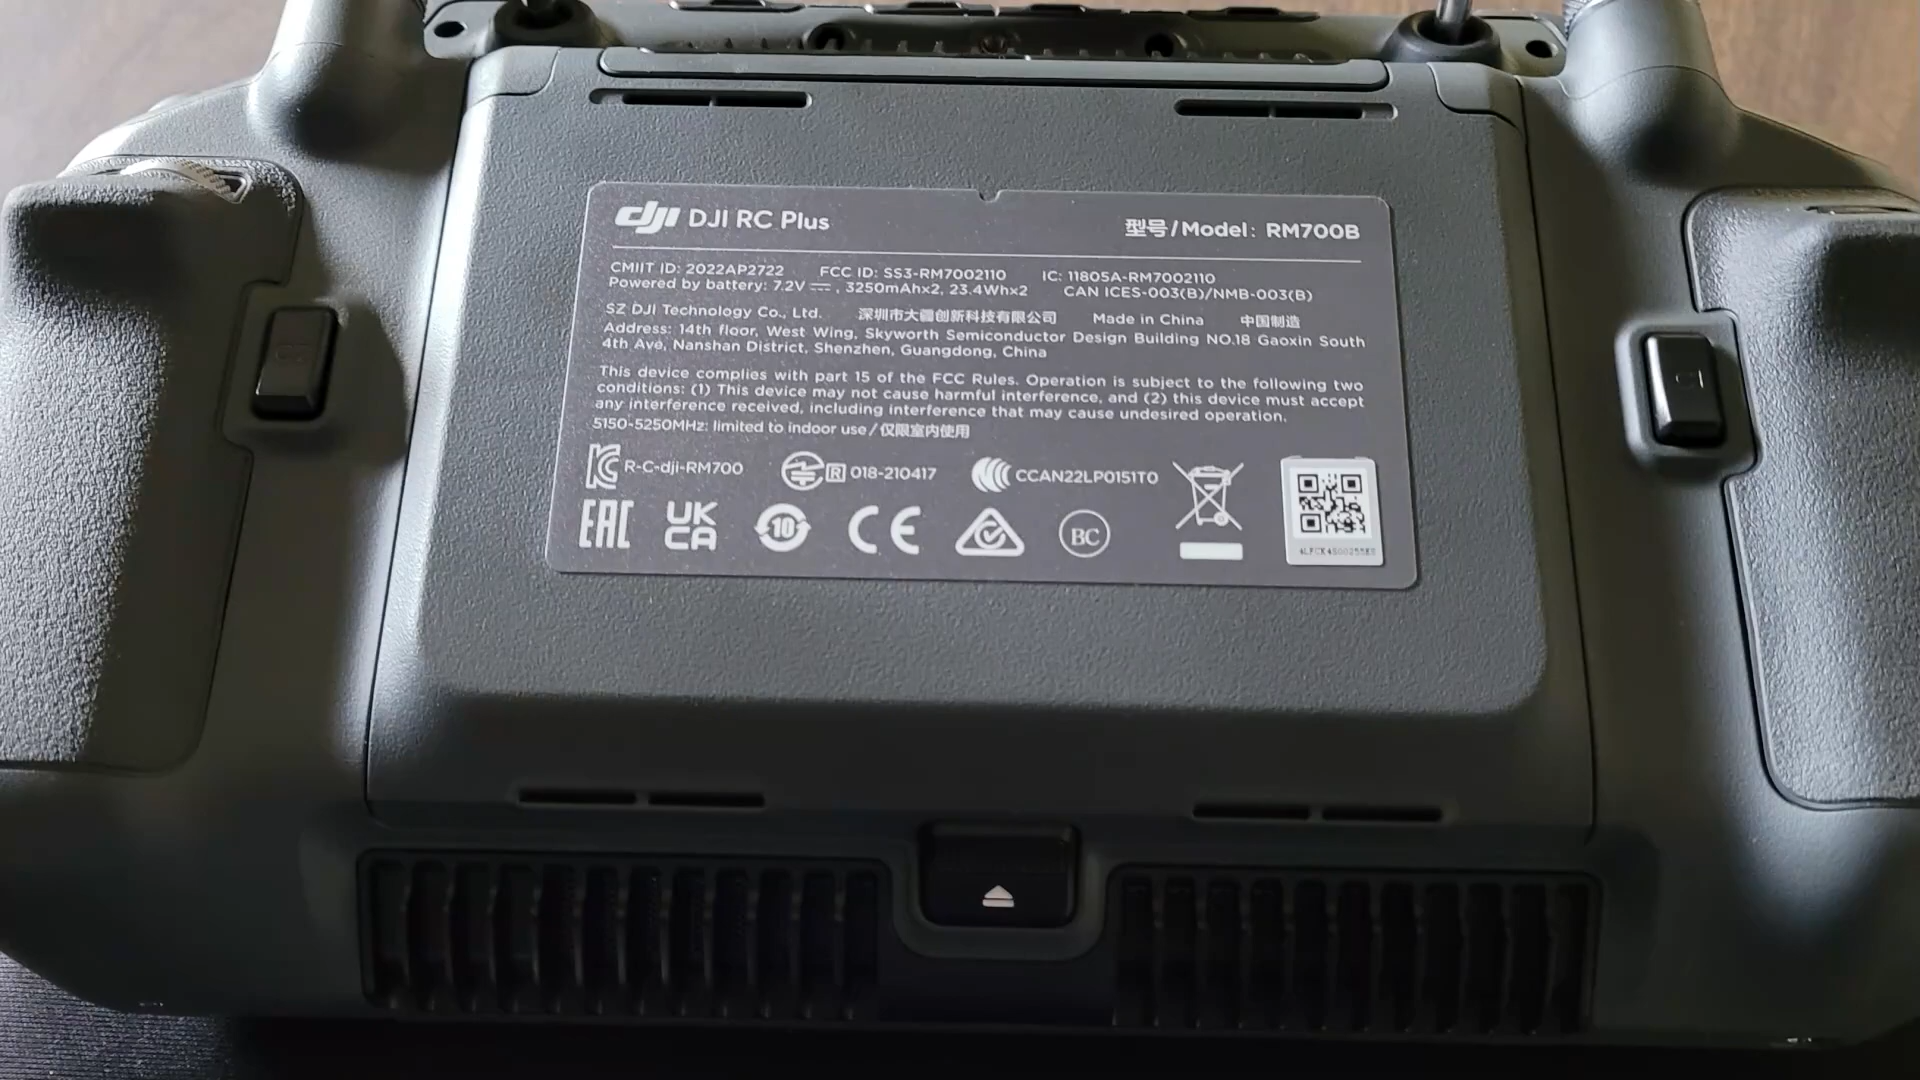 dji DJI RC Plus 型号/Model: RM700B
CMIIT ID: 2022AP2722 FCC ID: SS3-RM7002110 IC: 11805A-RM7002110
Powered by battery: 7.2V⎓, 3250mAh×2, 23.4Wh×2 CAN ICES-003(B)/NMB-003(B)
SZ DJI Technology Co., Ltd. 深圳市大疆创新科技有限公司 Made in China 中国制造
Address: 14th floor, West Wing, Skyworth Semiconductor Design Building NO.18 Gaoxin South
4th Ave, Nanshan District, Shenzhen, Guangdong, China
This device complies with part 15 of the FCC Rules. Operation is subject to the following two
conditions: (1) This device may not cause harmful interference, and (2) this device must accept
any interference received, including interference that may cause undesired operation.
5150-5250MHz: limited to indoor use/仅限室内使用
R-C-dji-RM700 R 018-210417 CCAN22LP0151T0
EAC UK CA 10 CE BC
C1